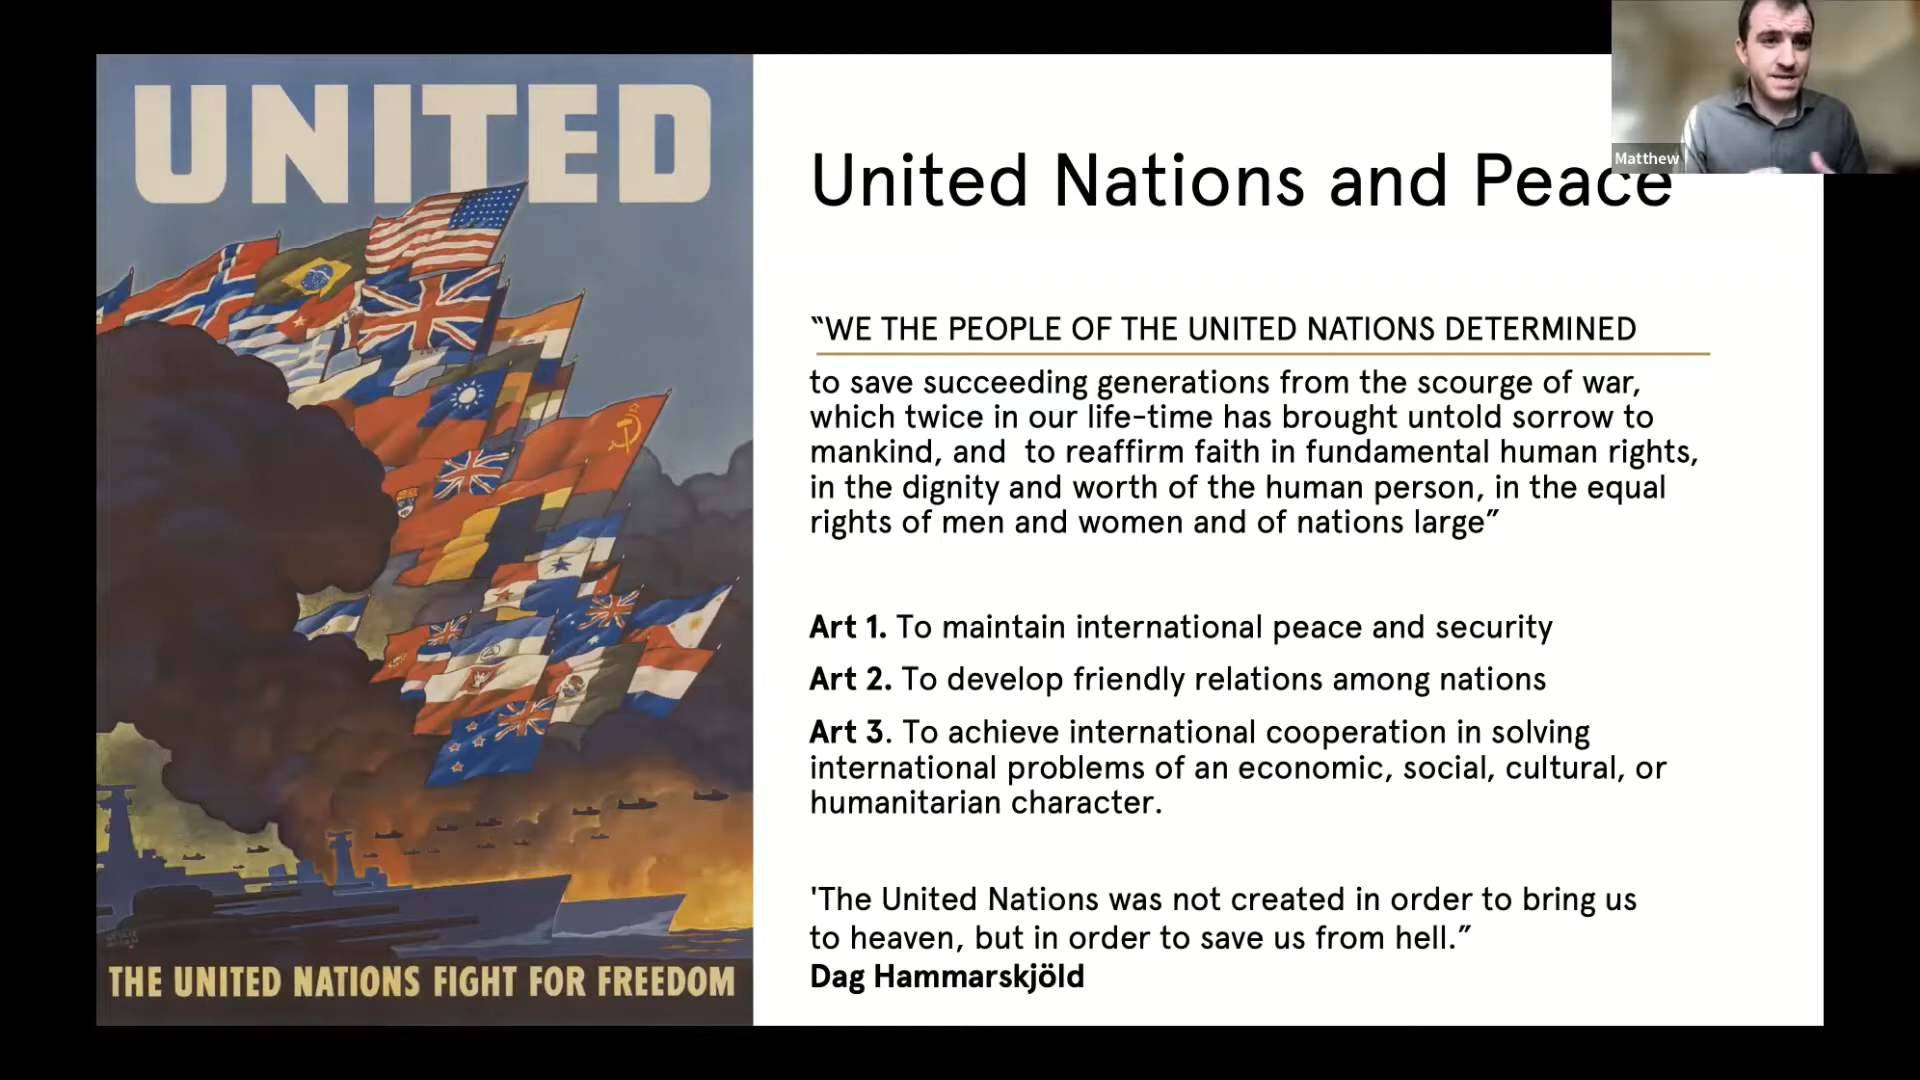 UNITED
THE UNITED NATIONS FIGHT FOR FREEDOM
Matthew
United Nations and Peace
“WE THE PEOPLE OF THE UNITED NATIONS DETERMINED
to save succeeding generations from the scourge of war,
which twice in our life-time has brought untold sorrow to
mankind, and  to reaffirm faith in fundamental human rights,
in the dignity and worth of the human person, in the equal
rights of men and women and of nations large”
Art 1. To maintain international peace and security
Art 2. To develop friendly relations among nations
Art 3. To achieve international cooperation in solving
international problems of an economic, social, cultural, or
humanitarian character.
'The United Nations was not created in order to bring us
to heaven, but in order to save us from hell.”
Dag Hammarskjöld